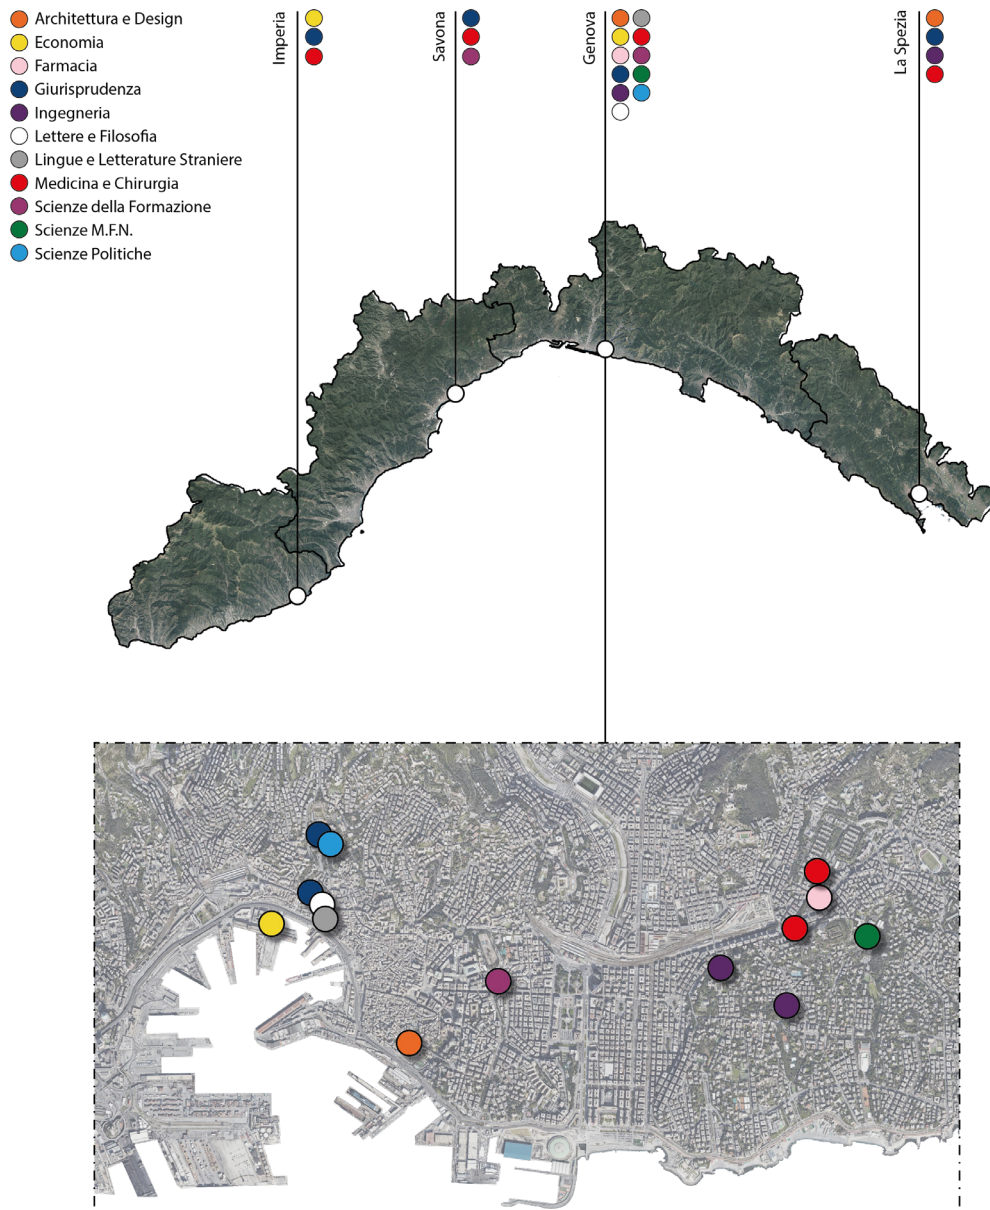 Architettura e Design
Economia
Farmacia
Giurisprudenza
Ingegneria
Lettere e Filosofia
Lingue e Letterature Straniere
Medicina e Chirurgia
Scienze della Formazione
Scienze M.F.N.
Scienze Politiche
Imperia
Savona
Genova
La Spezia